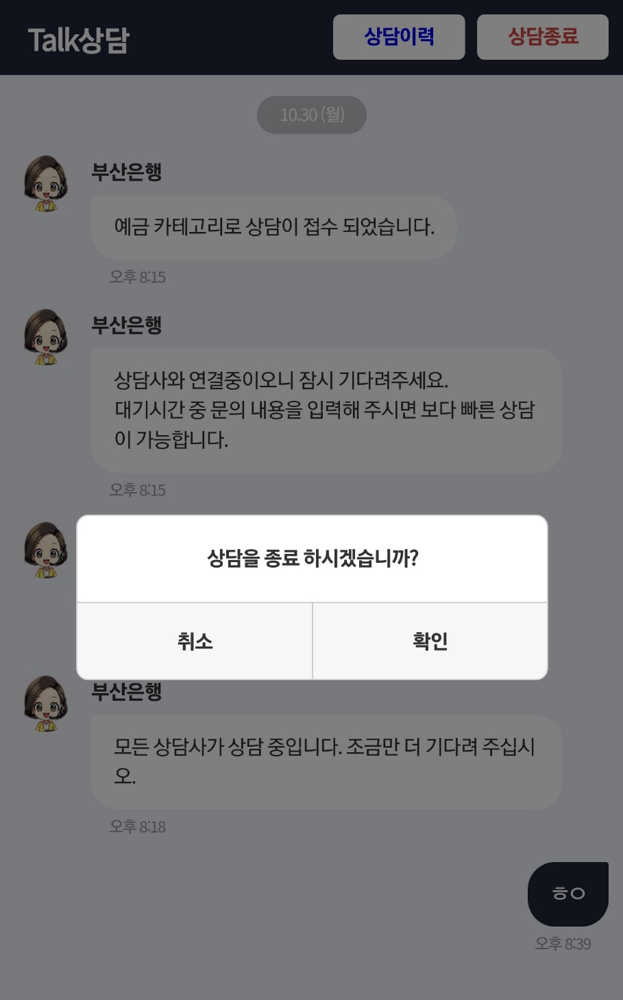 Talk상담
상담이력
상담종료
10.30 (월)
부산은행
예금 카테고리로 상담이 접수 되었습니다.
오후 8:15
부산은행
상담사와 연결중이오니 잠시 기다려주세요.
대기시간 중 문의 내용을 입력해 주시면 보다 빠른 상담
이 가능합니다.
오후 8:15
상담을 종료 하시겠습니까?
취소
확인
부산은행
모든 상담사가 상담 중입니다. 조금만 더 기다려 주십시
오.
오후 8:18
ㅎㅇ
오후 8:39